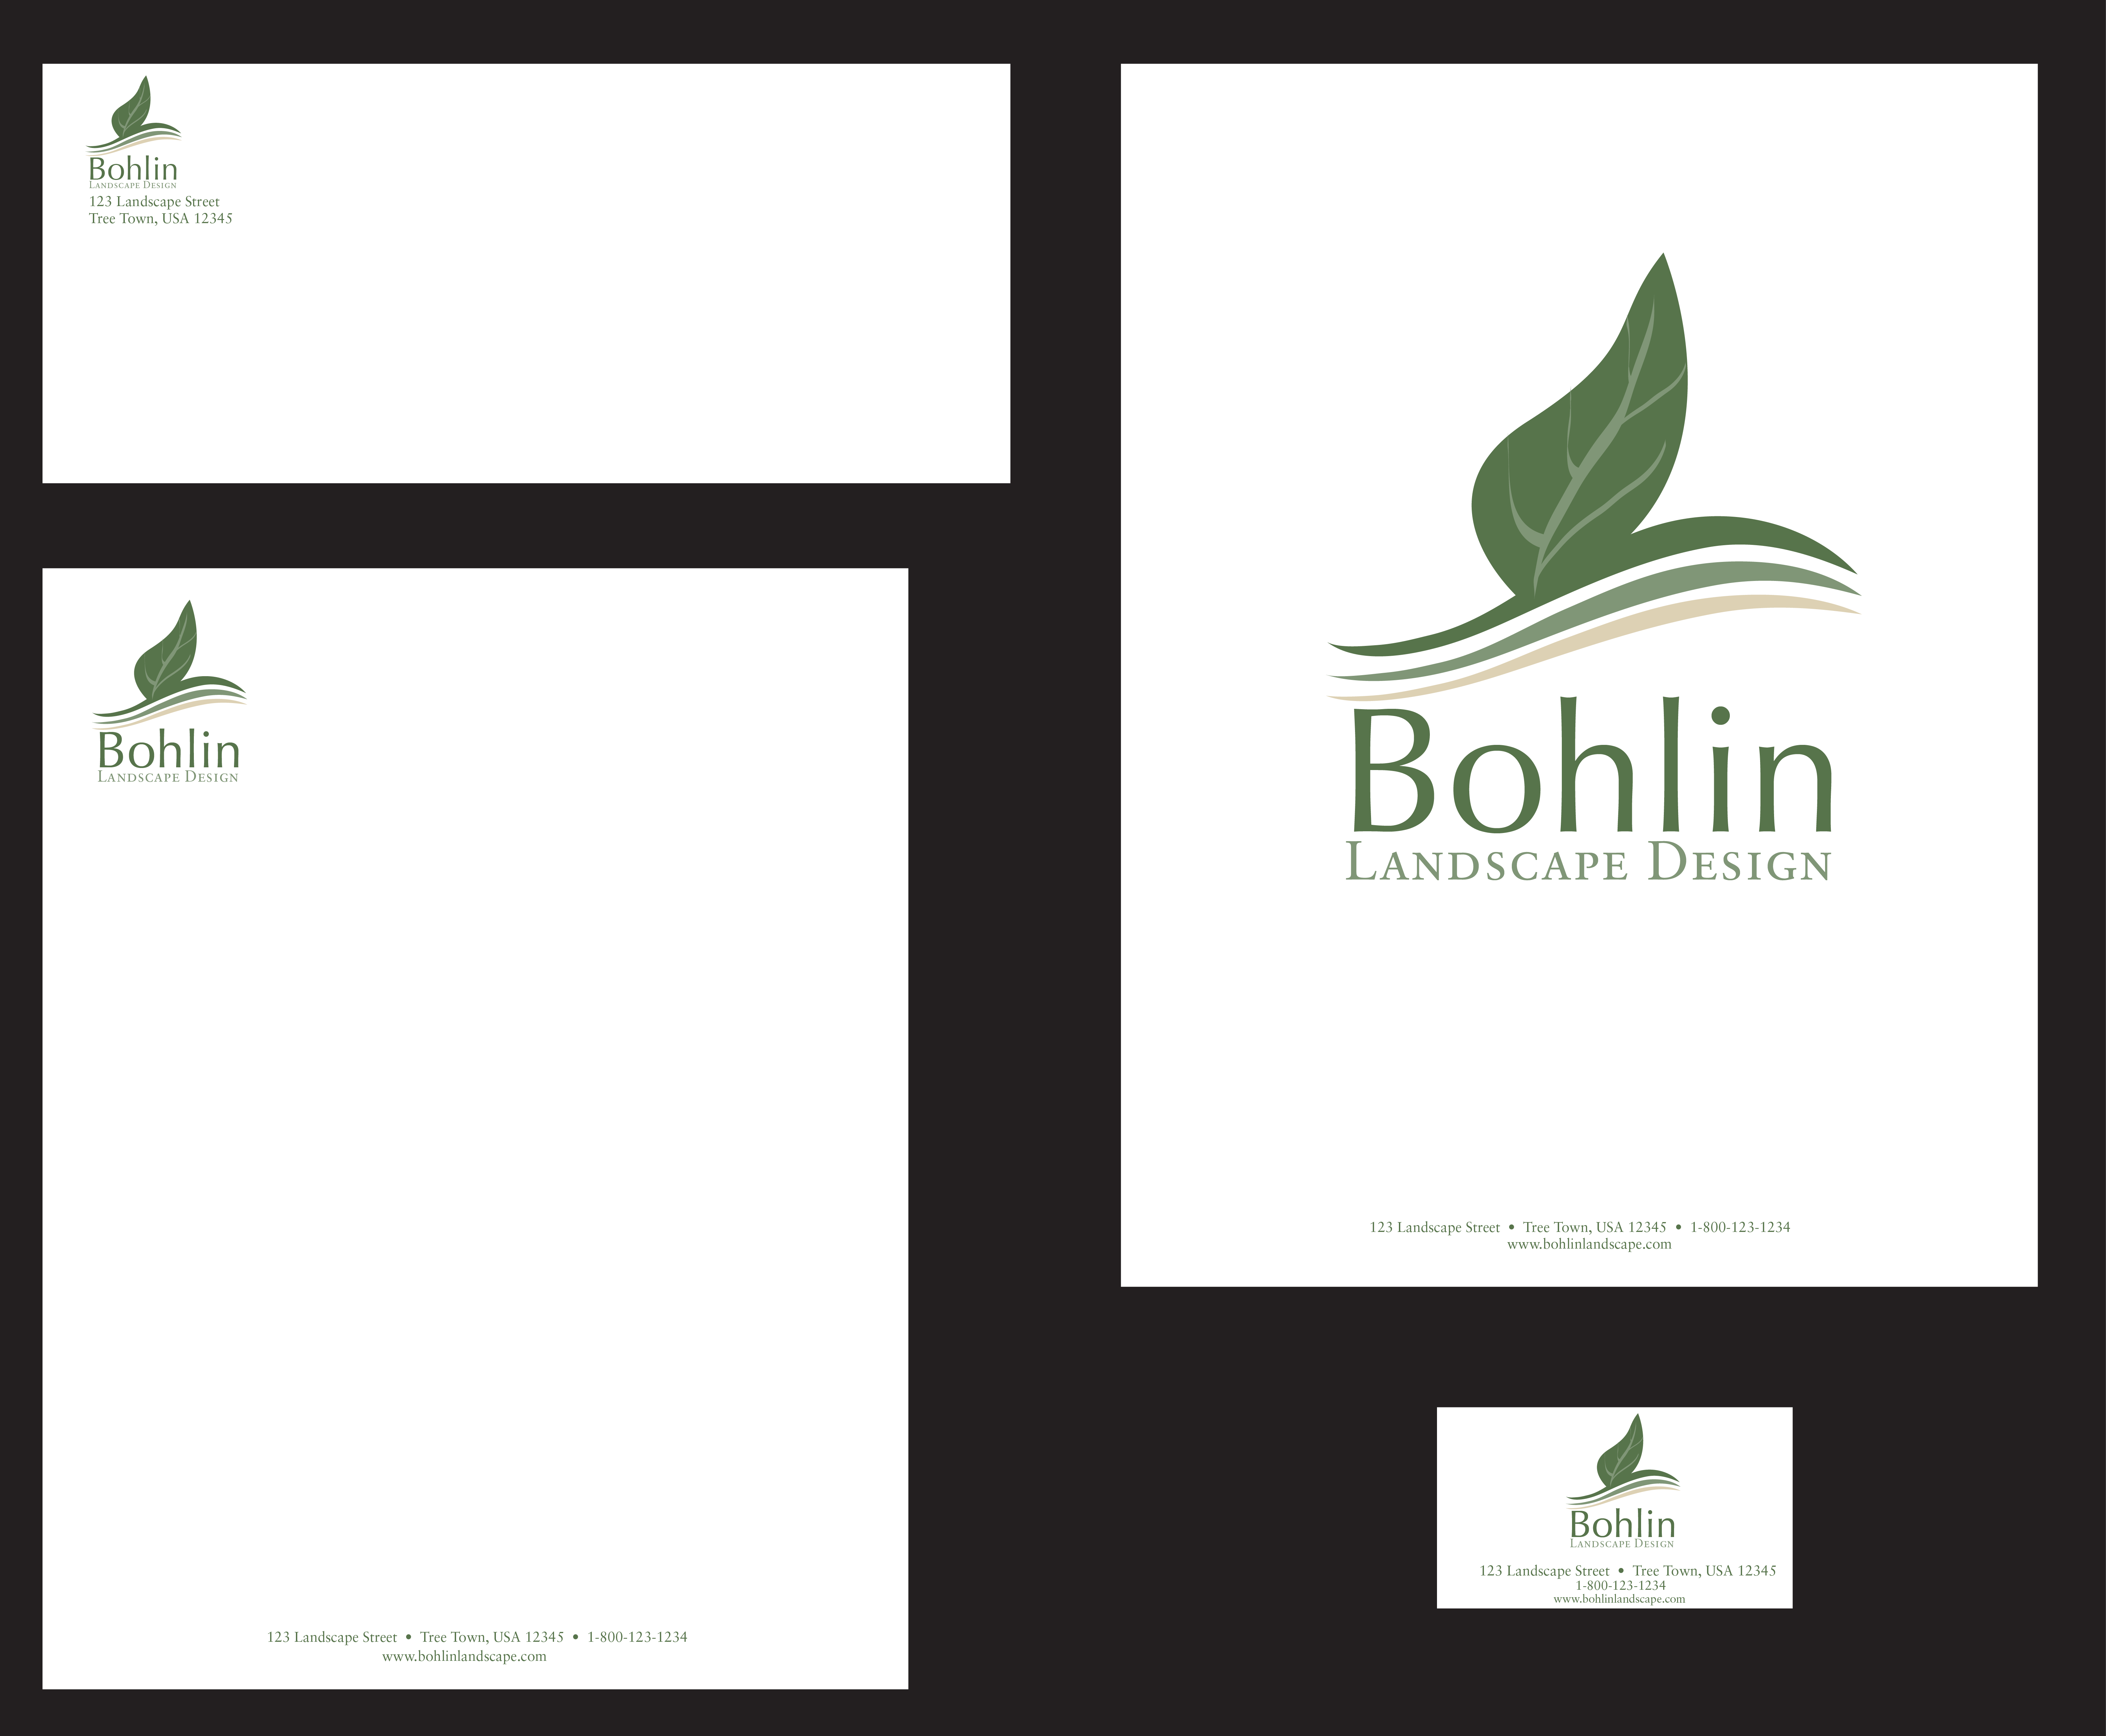 Bohlin
LANDSCAPE DESIGN
123 Landscape Street
Tree Town, USA 12345
Bohlin
LANDSCAPE DESIGN
123 Landscape Street • Tree Town, USA 12345 • 1-800-123-1234
www.bohlinlandscape.com
Bohlin
LANDSCAPE DESIGN
123 Landscape Street • Tree Town, USA 12345 • 1-800-123-1234
www.bohlinlandscape.com
Bohlin
LANDSCAPE DESIGN
123 Landscape Street • Tree Town, USA 12345
1-800-123-1234
www.bohlinlandscape.com